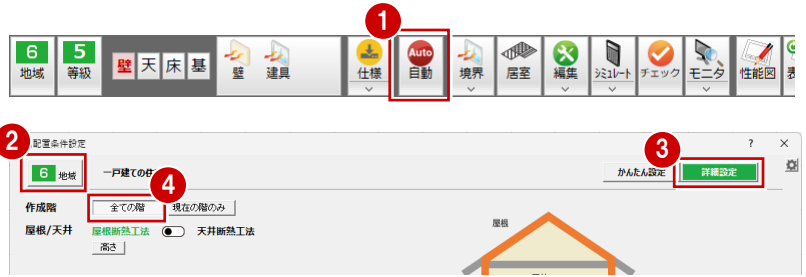 1
6 地域
5 等級
壁 天 床 基
壁
建具
仕様
Auto 自動
境界
居室
編集
ｼﾐｭﾚｰﾄ
チェック
モニタ
性能図
2
配置条件設定
? ×
3
6 地域
一戸建ての
かんたん設定
詳細設定
4
作成階
全ての階
現在の階のみ
屋根/天井
屋根断熱工法
天井断熱工法
高さ
屋根